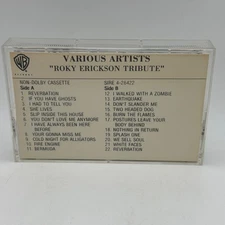 WB
VARIOUS ARTISTS
"ROKY ERICKSON TRIBUTE"
NON-DOLBY CASSETTE
SIRE 4-26422
Side A
Side B
1 REVERBATION
2 IF YOU HAVE GHOSTS
3 I HAD TO TELL YOU
4 SHE LIVES
5 SLIP INSIDE THIS HOUSE
6 YOU DON'T LOVE ME ANYMORE
7 I HAVE ALWAYS BEEN HERE
BEFORE
8 YOUR GONNA MISS ME
9 COLD NIGHT FOR ALLIGATORS
10 FIRE ENGINE
11 BERMUDA
12 I WALKED WITH A ZOMBIE
13 EARTHQUAKE
14 DON'T SLANDER ME
15 TWO HEADED DOG
16 BURN THE FLAMES
17 POSTURES LEAVE YOUR
BODY BEHIND
18 NOTHING IN RETURN
19 SPLASH ONE
20 WE SELL SOUL
21 WHITE FACES
22 REVERBATION